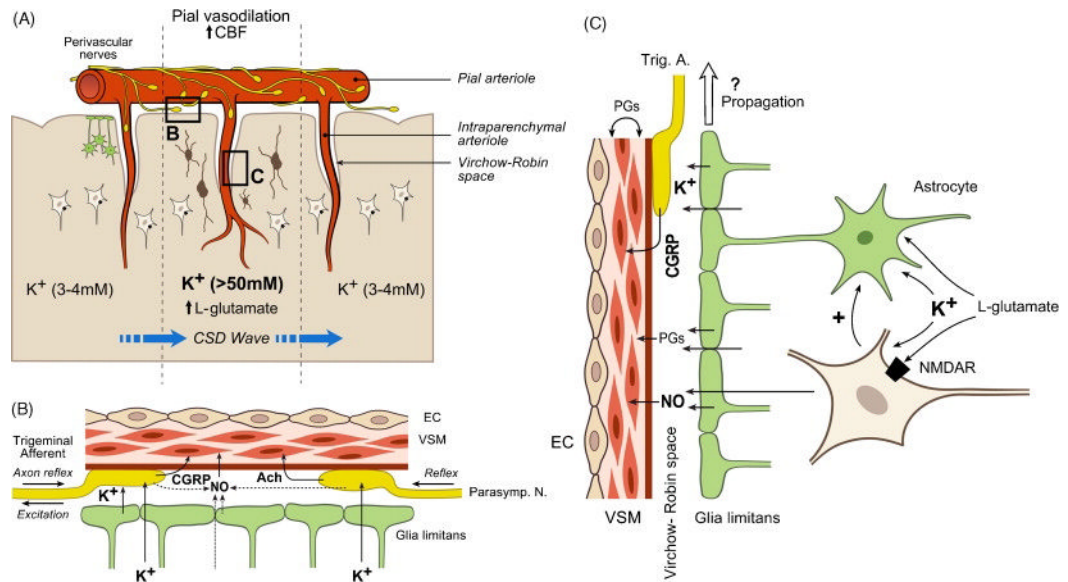 (A)
Pial vasodilation
↑CBF
Perivascular
nerves
Pial arteriole
B
Intraparenchymal
arteriole
C
Virchow-Robin
space
K+ (3-4mM)
K+ (>50mM)
K+ (3-4mM)
↑L-glutamate
CSD Wave
(B)
EC
VSM
Trigeminal
Afferent
Axon reflex
CGRP
Ach
Reflex
NO
K+
Parasymp. N.
Excitation
Glia limitans
K+
K+
(C)
Trig. A.
?
Propagation
PGs
K+
Astrocyte
CGRP
K+
L-glutamate
+
PGs
NMDAR
NO
EC
Virchow- Robin space
VSM
Glia limitans